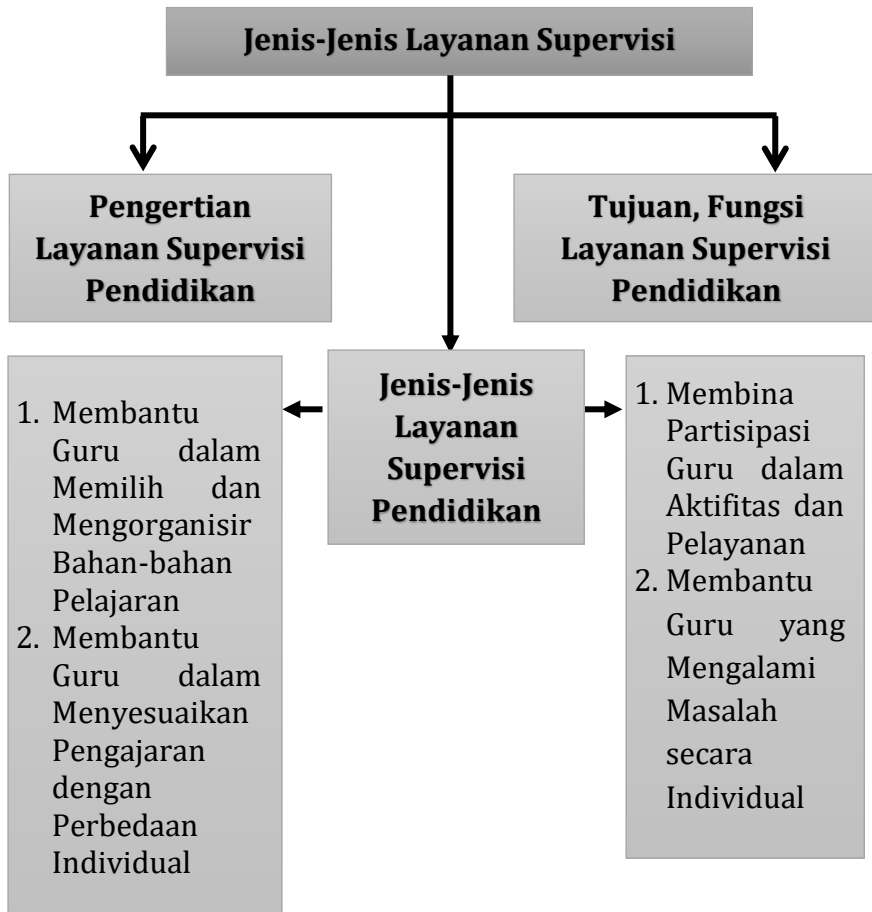 Jenis-Jenis Layanan Supervisi
Pengertian
Layanan Supervisi
Pendidikan
Tujuan, Fungsi
Layanan Supervisi
Pendidikan
Jenis-Jenis
Layanan
Supervisi
Pendidikan
1. Membantu
Guru dalam
Memilih dan
Mengorganisir
Bahan-bahan
Pelajaran
2. Membantu
Guru dalam
Menyesuaikan
Pengajaran
dengan
Perbedaan
Individual
1. Membina
Partisipasi
Guru dalam
Aktifitas dan
Pelayanan
2. Membantu
Guru yang
Mengalami
Masalah
secara
Individual